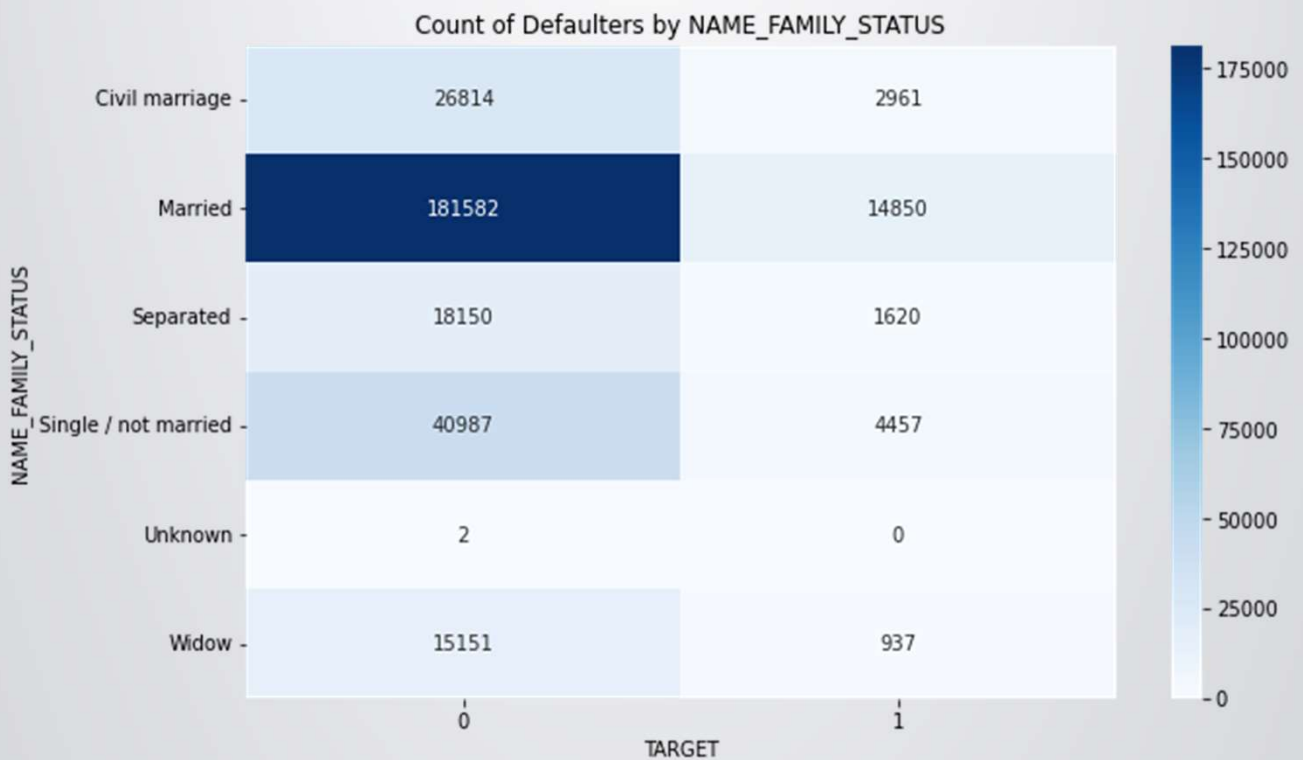 Count of Defaulters by NAME_FAMILY_STATUS
NAME_FAMILY_STATUS
Civil marriage 26814 2961
Married 181582 14850
Separated 18150 1620
Single / not married 40987 4457
Unknown 2 0
Widow 15151 937
0 1
TARGET
175000
150000
125000
100000
75000
50000
25000
0